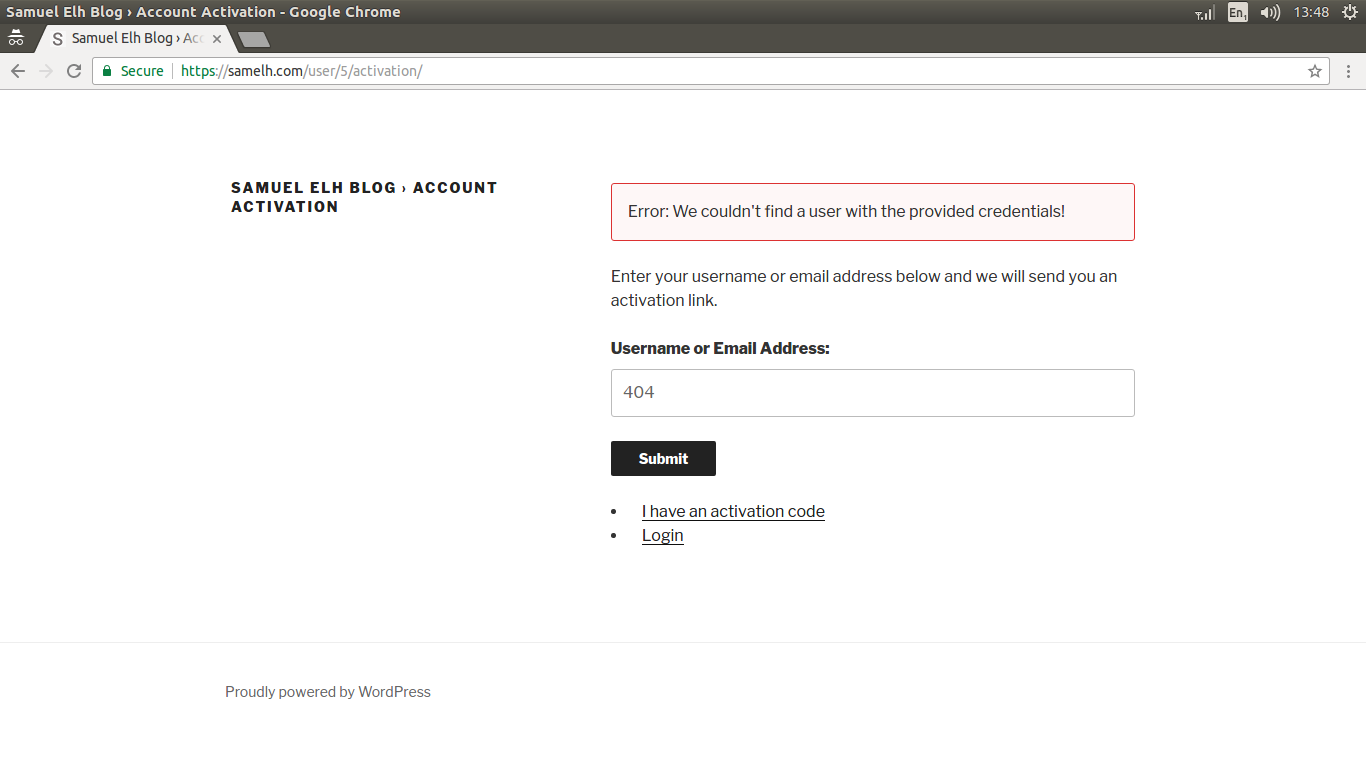 Samuel Elh Blog › Account Activation - Google Chrome
En1
13:48
S
Samuel Elh Blog › Acc
Secure
https://samelh.com/user/5/activation/
SAMUEL ELH BLOG › ACCOUNT
ACTIVATION
Error: We couldn't find a user with the provided credentials!
Enter your username or email address below and we will send you an
activation link.
Username or Email Address:
404
Submit
• I have an activation code
• Login
Proudly powered by WordPress